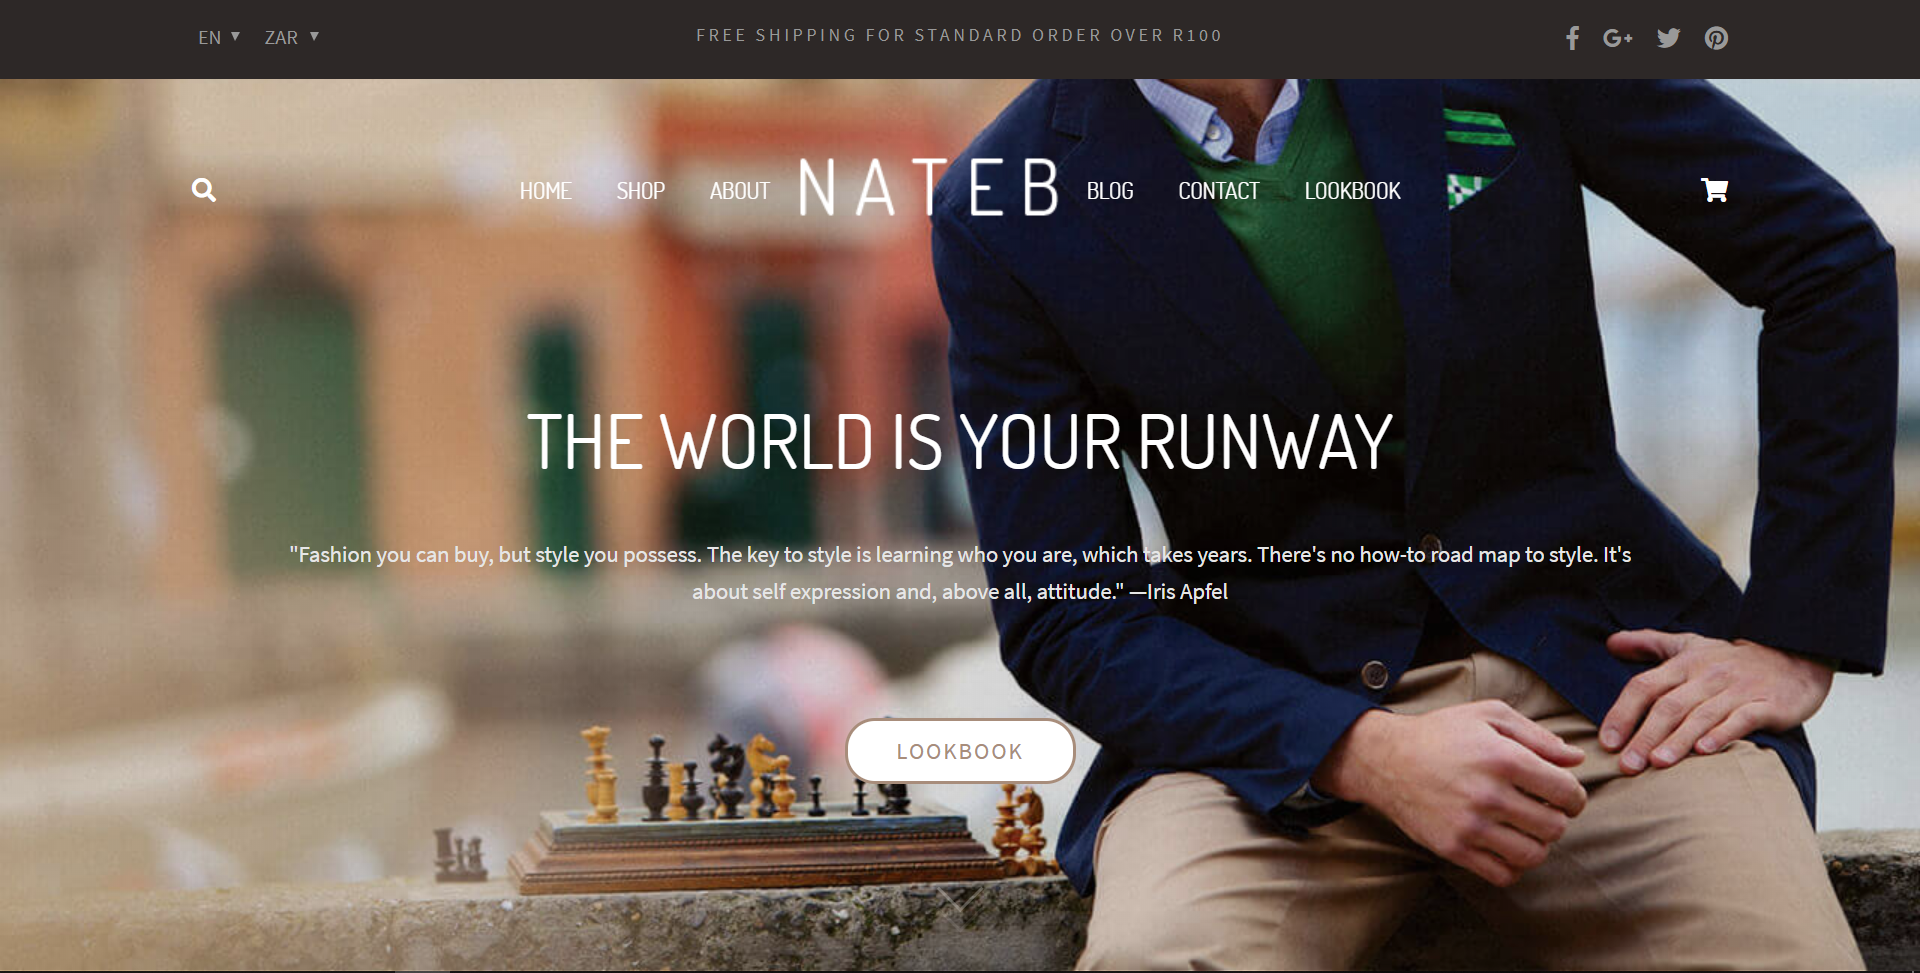 EN ▼ ZAR ▼
FREE SHIPPING FOR STANDARD ORDER OVER R100
HOME SHOP ABOUT NATEB BLOG CONTACT LOOKBOOK
THE WORLD IS YOUR RUNWAY
"Fashion you can buy, but style you possess. The key to style is learning who you are, which takes years. There's no how-to road map to style. It's
about self expression and, above all, attitude." —Iris Apfel
LOOKBOOK